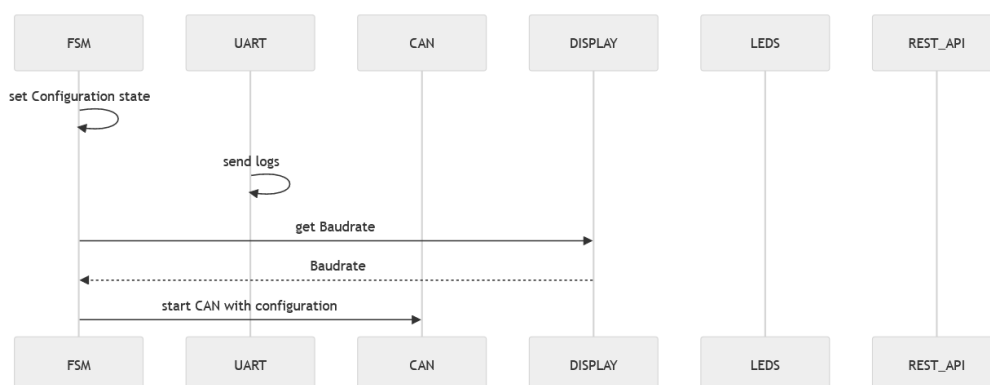 FSM UART CAN DISPLAY LEDS REST_API
set Configuration state
send logs
get Baudrate
Baudrate
start CAN with configuration
FSM UART CAN DISPLAY LEDS REST_API